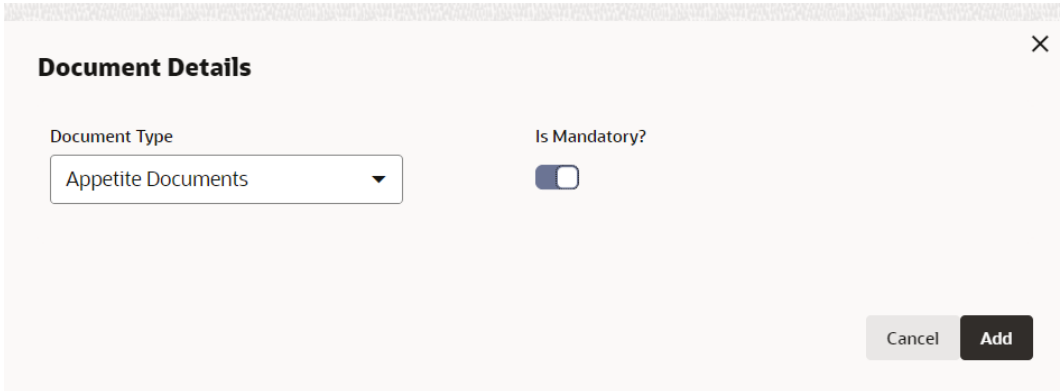 Document Details
Document Type
Is Mandatory?
Appetite Documents
Cancel
Add